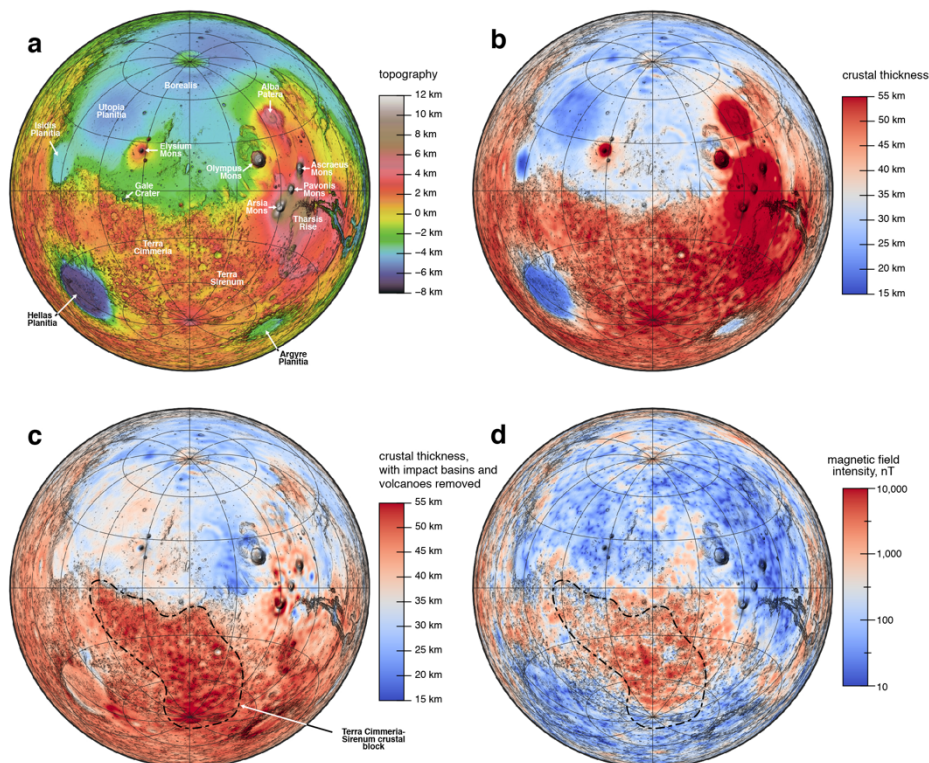 a
topography
12 km
10 km
8 km
6 km
4 km
2 km
0 km
−2 km
−4 km
−6 km
−8 km
Borealis
Alba
Patera
Utopia
Planitia
Isidis
Planitia
Elysium
Mons
Olympus
Mons
Ascraeus
Mons
Gale
Crater
Pavonis
Mons
Arsia
Mons
Tharsis
Rise
Terra
Cimmeria
Terra
Sirenum
Hellas
Planitia
Argyre
Planitia
b
crustal thickness
55 km
50 km
45 km
40 km
35 km
30 km
25 km
20 km
15 km
c
crustal thickness,
with impact basins and
volcanoes removed
55 km
50 km
45 km
40 km
35 km
30 km
25 km
20 km
15 km
Terra Cimmeria-
Sirenum crustal
block
d
magnetic field
intensity, nT
10,000
1,000
100
10